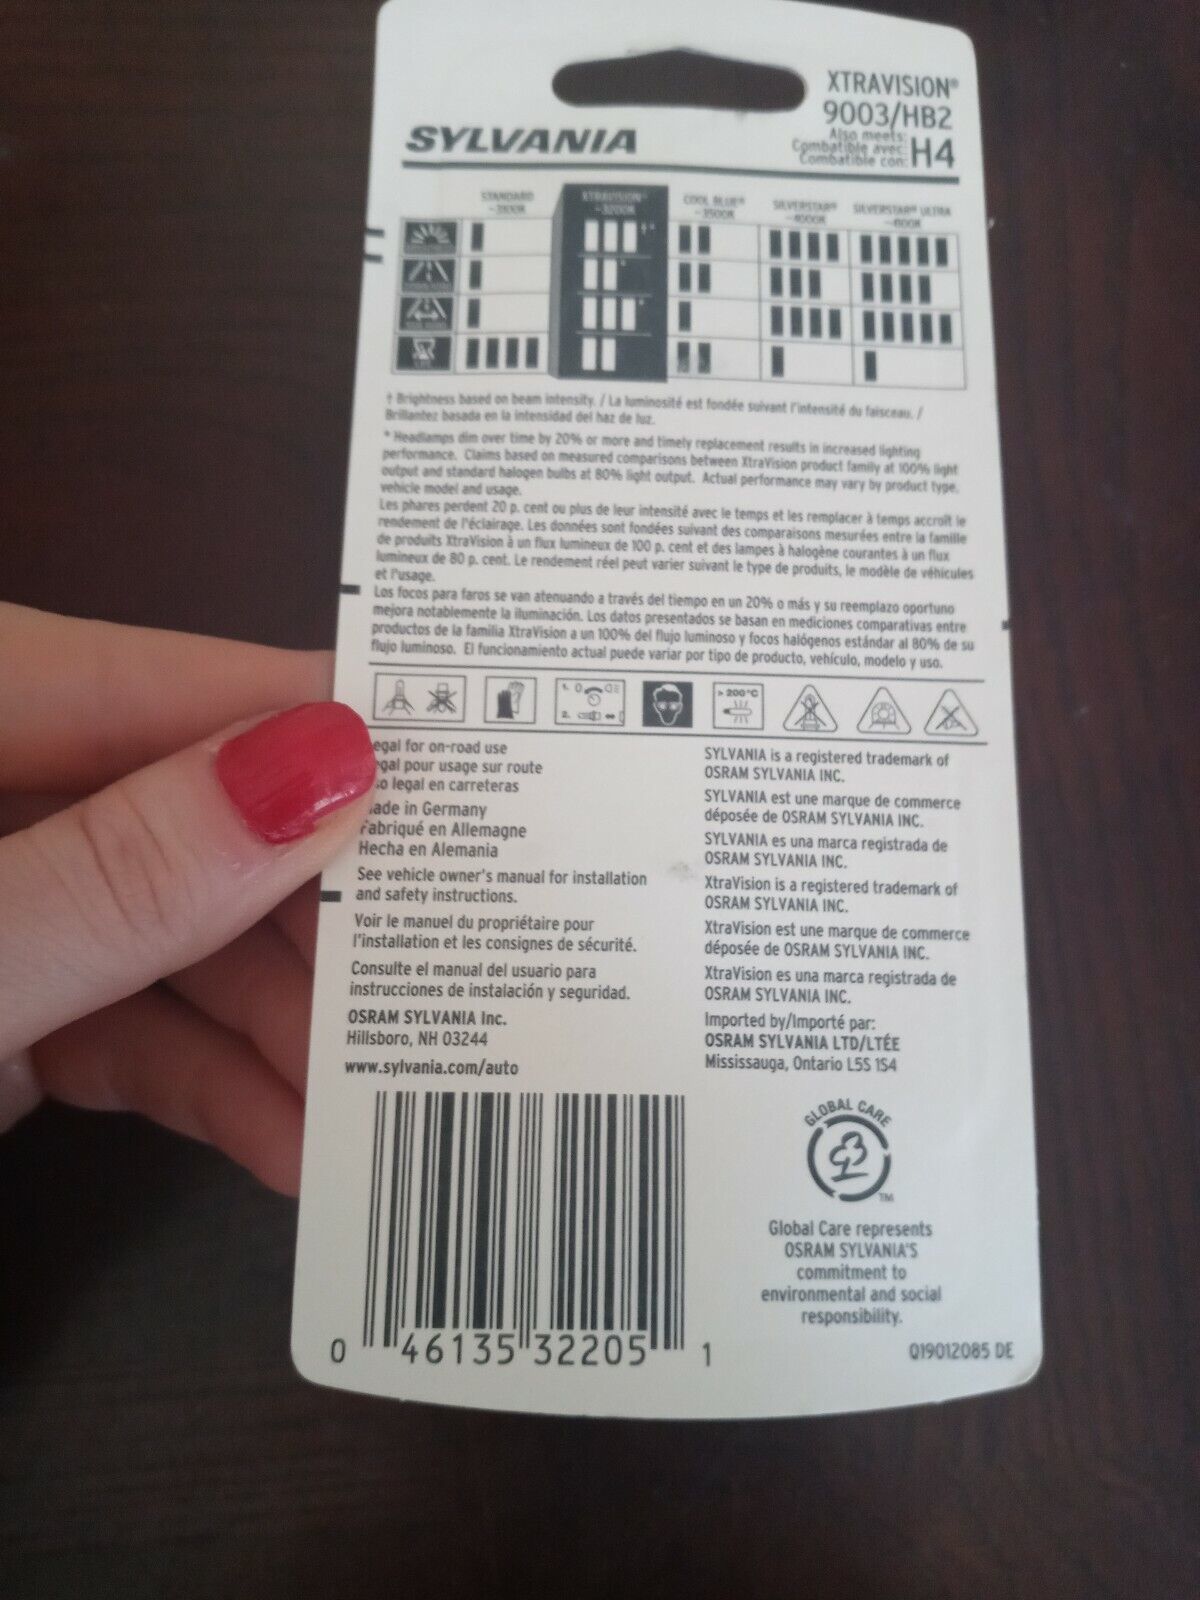 XTRAVISION®
9003/HB2
Also meets:
Compatible avec:
Combatible con:
H4
SYLVANIA
STANDARD
XTRAVISION®
~3200K
COOL BLUE®
~3500K
SILVERSTAR®
~4000K
SILVERSTAR® ULTRA
† Brightness based on beam intensity. / La luminosité est fondée suivant l'intensité du faisceau. /
Brillantez basada en la intensidad del haz de luz.
* Headlamps dim over time by 20% or more and timely replacement results in increased lighting
performance. Claims based on measured comparisons between XtraVision product family at 100% light
output and standard halogen bulbs at 80% light output. Actual performance may vary by product type,
vehicle model and usage.
Les phares perdent 20 p. cent ou plus de leur intensité avec le temps et les remplacer à temps accroît le
rendement de l'éclairage. Les données sont fondées suivant des comparaisons mesurées entre la famille
de produits XtraVision à un flux lumineux de 100 p. cent et des lampes à halogène courantes à un flux
lumineux de 80 p. cent. Le rendement réel peut varier suivant le type de produits, le modèle de véhicules
et l'usage.
Los focos para faros se van atenuando a través del tiempo en un 20% o más y su reemplazo oportuno
mejora notablemente la iluminación. Los datos presentados se basan en mediciones comparativas entre
productos de la familia XtraVision a un 100% del flujo luminoso y focos halógenos estándar al 80% de su
flujo luminoso. El funcionamiento actual puede variar por tipo de producto, vehículo, modelo y uso.
1. 0
2.
> 200°C
egal for on-road use
gal pour usage sur route
so legal en carreteras
ade in Germany
Fabriqué en Allemagne
Hecha en Alemania
See vehicle owner's manual for installation
and safety instructions.
Voir le manuel du propriétaire pour
l'installation et les consignes de sécurité.
Consulte el manual del usuario para
instrucciones de instalación y seguridad.
OSRAM SYLVANIA Inc.
Hillsboro, NH 03244
www.sylvania.com/auto
SYLVANIA is a registered trademark of
OSRAM SYLVANIA INC.
SYLVANIA est une marque de commerce
déposée de OSRAM SYLVANIA INC.
SYLVANIA es una marca registrada de
OSRAM SYLVANIA INC.
XtraVision is a registered trademark of
OSRAM SYLVANIA INC.
XtraVision est une marque de commerce
déposée de OSRAM SYLVANIA INC.
XtraVision es una marca registrada de
OSRAM SYLVANIA INC.
Imported by/Importé par:
OSRAM SYLVANIA LTD/LTÉE
Mississauga, Ontario L5S 1S4
0 46135 32205 1
GLOBAL CARE
TM
Global Care represents
OSRAM SYLVANIA'S
commitment to
environmental and social
responsibility.
Q19012085 DE